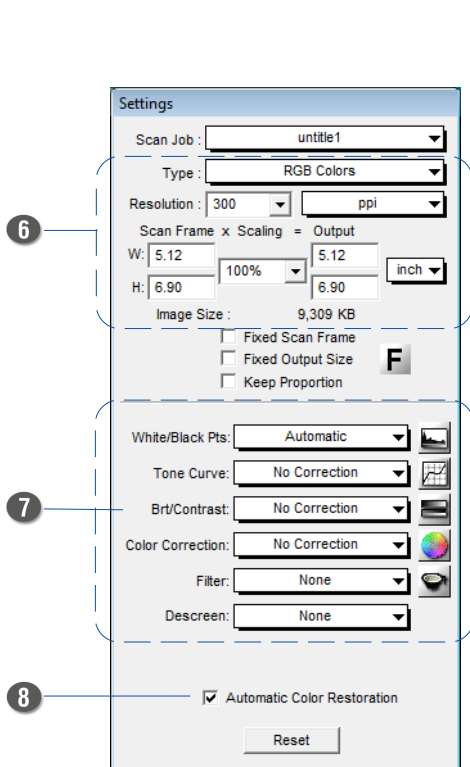 Settings
Scan Job : untitle1
Type : RGB Colors
Resolution : 300 ppi
Scan Frame x Scaling = Output
W: 5.12 100% 5.12 inch
H: 6.90 6.90
Image Size : 9,309 KB
Fixed Scan Frame
Fixed Output Size
Keep Proportion
F
White/Black Pts: Automatic
Tone Curve: No Correction
Brt/Contrast: No Correction
Color Correction: No Correction
Filter: None
Descreen: None
Automatic Color Restoration
Reset
6
7
8